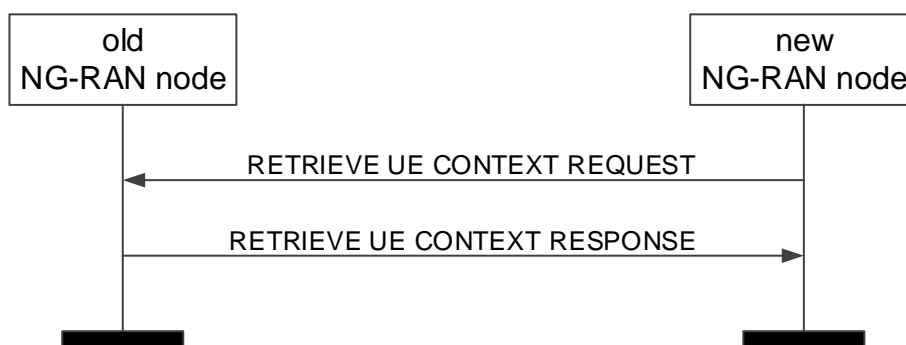 old
NG-RAN node
new
NG-RAN node
RETRIEVE UE CONTEXT REQUEST
RETRIEVE UE CONTEXT RESPONSE